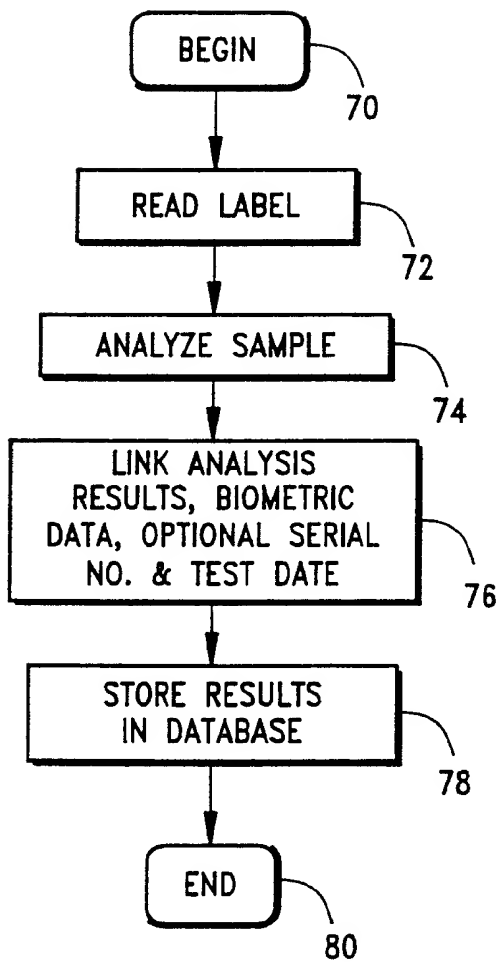 BEGIN
70
READ LABEL
72
ANALYZE SAMPLE
74
LINK ANALYSIS
RESULTS, BIOMETRIC
DATA, OPTIONAL SERIAL
NO. & TEST DATE
76
STORE RESULTS
IN DATABASE
78
END
80